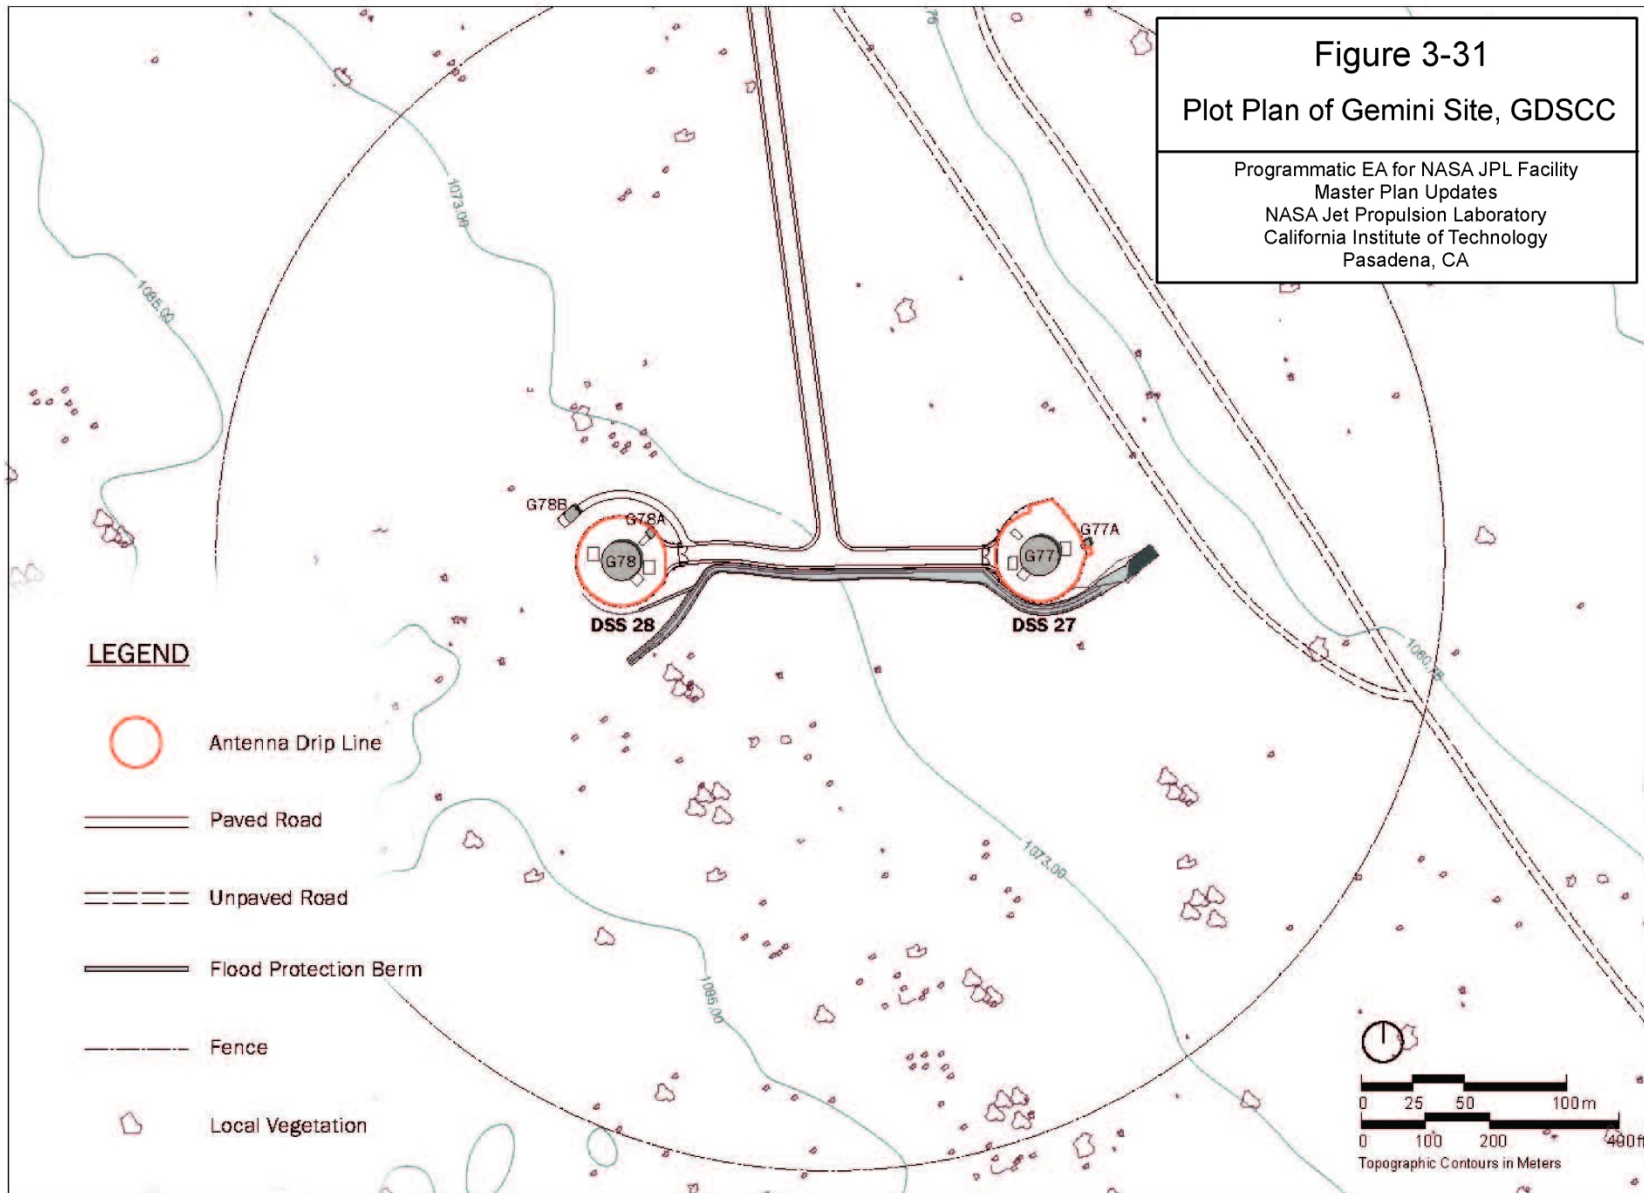 Figure 3-31
Plot Plan of Gemini Site, GDSCC
Programmatic EA for NASA JPL Facility
Master Plan Updates
NASA Jet Propulsion Laboratory
California Institute of Technology
Pasadena, CA
1073.00
1085.00
G78B
G78A
G78
DSS 28
G77A
G77
DSS 27
1060.76
1073.00
LEGEND
Antenna Drip Line
Paved Road
Unpaved Road
Flood Protection Berm
Fence
Local Vegetation
0 25 50 100m
0 100 200 400ft
Topographic Contours in Meters